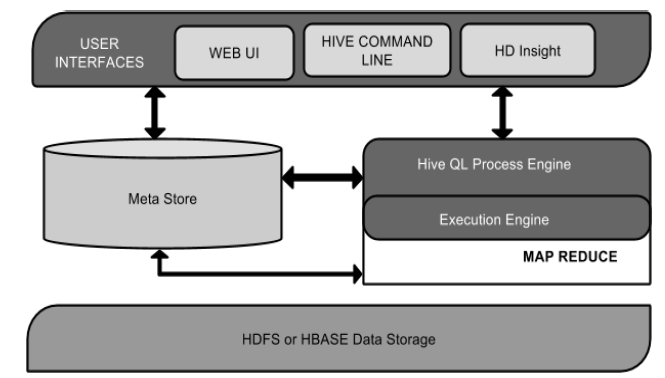 USER
INTERFACES
WEB UI
HIVE COMMAND
LINE
HD Insight
Meta Store
Hive QL Process Engine
Execution Engine
MAP REDUCE
HDFS or HBASE Data Storage